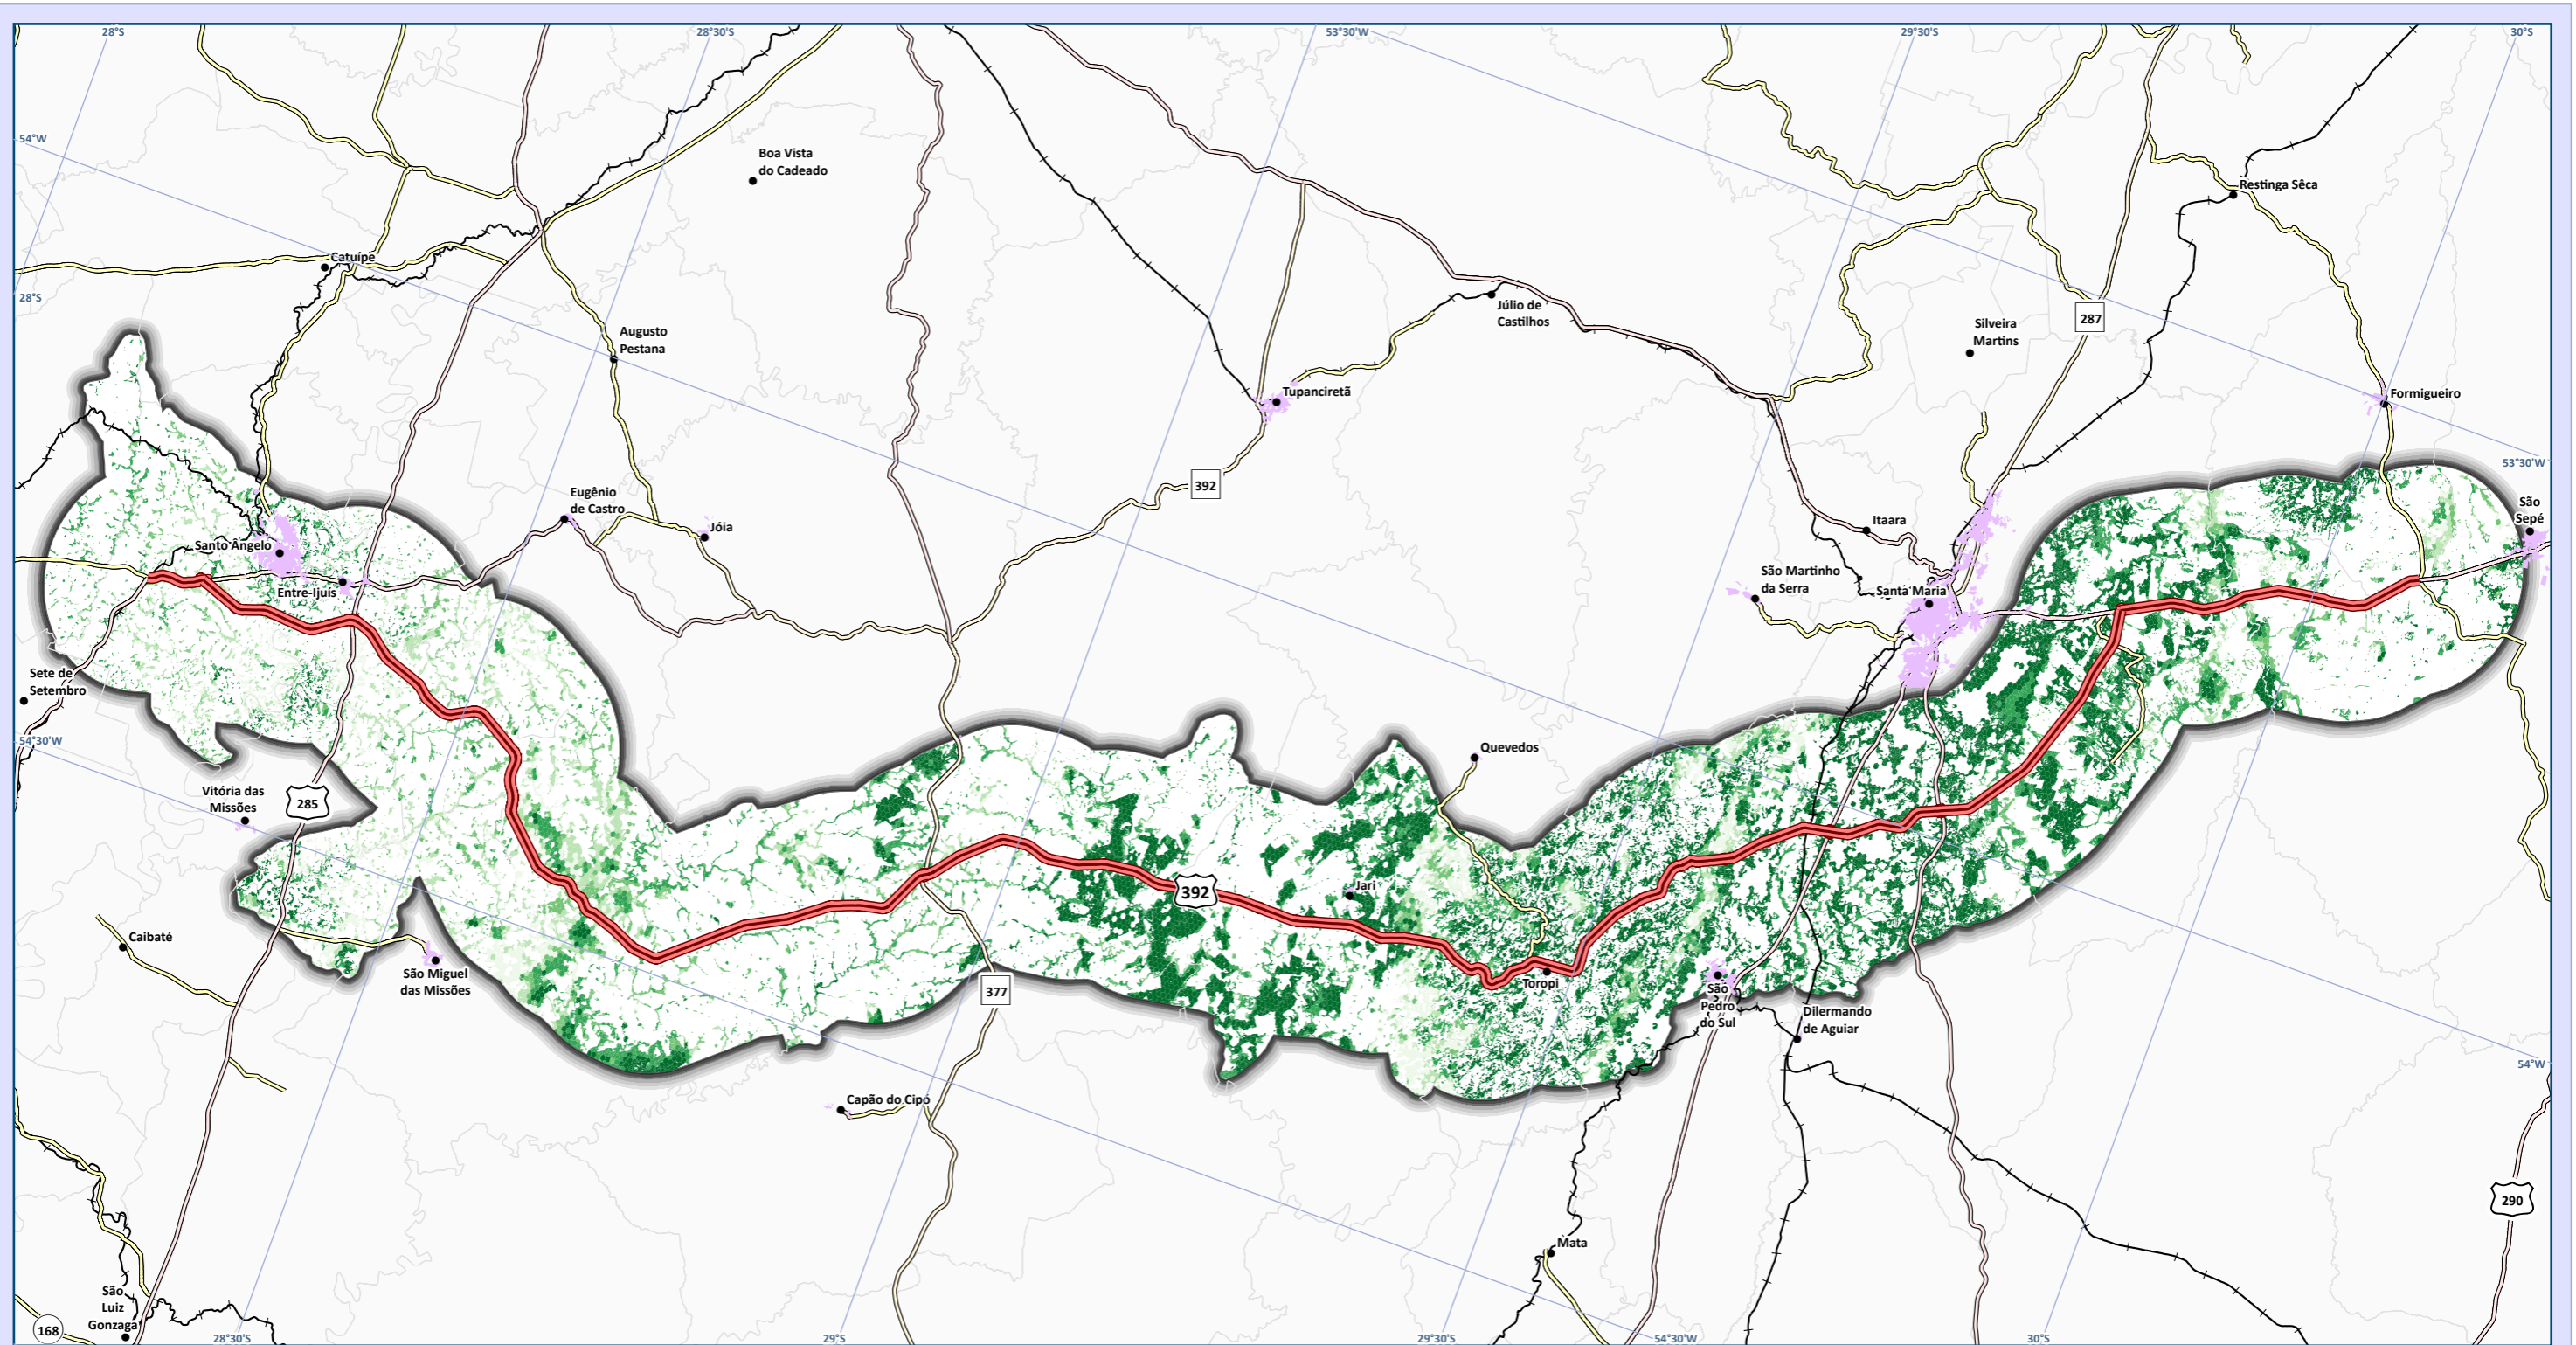 28°S
28°30'S
53°30'W
29°30'S
30°S
54°W
Boa Vista
do Cadeado
Restinga Sêca
Catuípe
28°S
Júlio de
Castilhos
287
Silveira
Martins
Augusto
Pestana
Tupanciretã
Formigueiro
53°30'W
392
Eugênio
de Castro
Jóia
Itaara
São
Sepé
Santo Ângelo
Entre-Ijuís
São Martinho
da Serra
Santa Maria
Sete de
Setembro
54°30'W
Quevedos
Vitória das
Missões
285
392
Jari
Caibaté
São Miguel
das Missões
377
Toropi
São
Pedro
do Sul
Dilermando
de Aguiar
54°W
Capão do Cipó
290
Mata
São
Luiz
Gonzaga
168
28°30'S
29°S
29°30'S
54°30'W
30°S